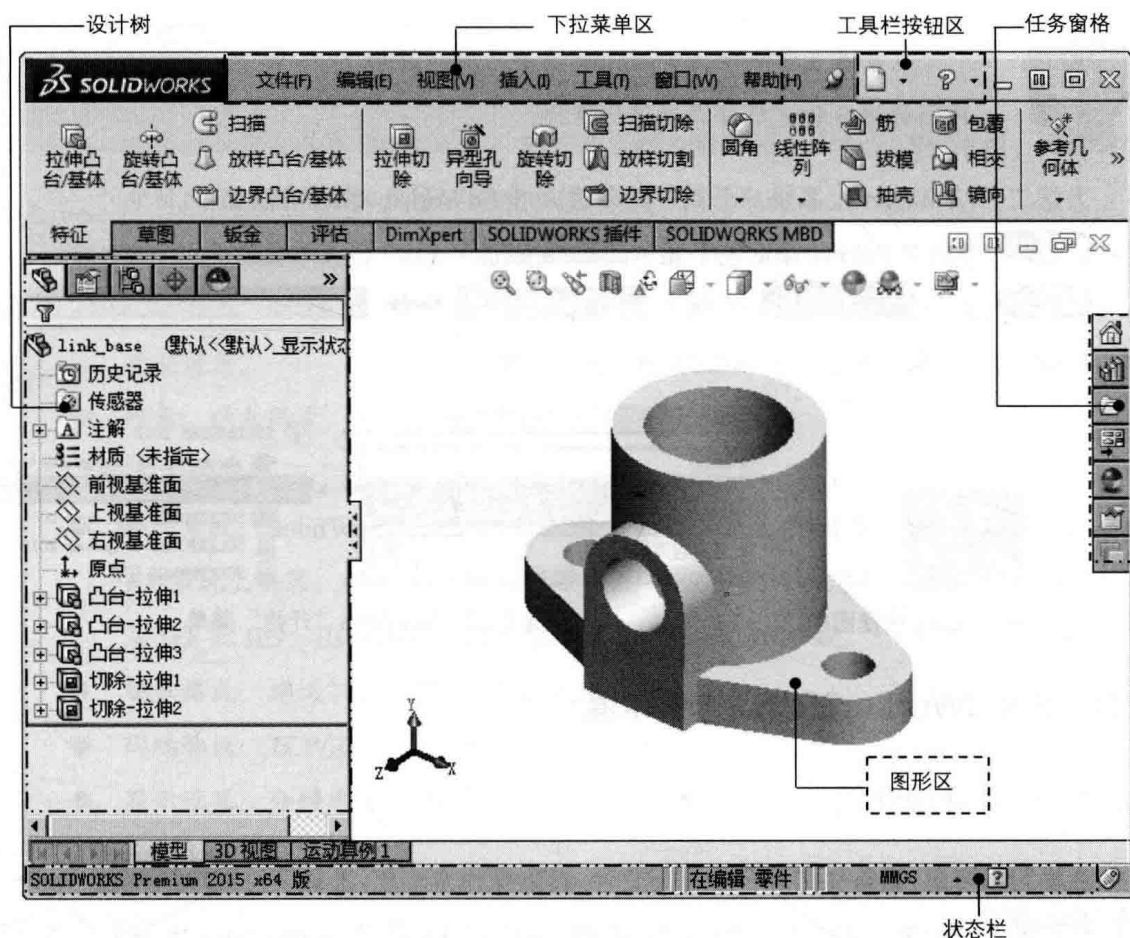 设计树
下拉菜单区
工具栏按钮区
任务窗格
SOLIDWORKS 文件(F) 编辑(E) 视图(V) 插入(I) 工具(T) 窗口(W) 帮助(H)
拉伸凸台/基体
旋转凸台/基体
扫描
放样凸台/基体
边界凸台/基体
拉伸切除
异型孔向导
旋转切除
扫描切除
放样切割
边界切除
圆角
线性阵列
筋
拔模
抽壳
包覆
相交
镜向
参考几何体
特征 草图 钣金 评估 DimXpert SOLIDWORKS 插件 SOLIDWORKS MBD
link_base (默认<<默认>_显示状态
历史记录
传感器
A 注解
材质 <未指定>
前视基准面
上视基准面
右视基准面
原点
凸台-拉伸1
凸台-拉伸2
凸台-拉伸3
切除-拉伸1
切除-拉伸2
Y
Z X
图形区
模型 3D 视图 运动算例 1
SOLIDWORKS Premium 2015 x64 版 在编辑 零件 MMGS
状态栏